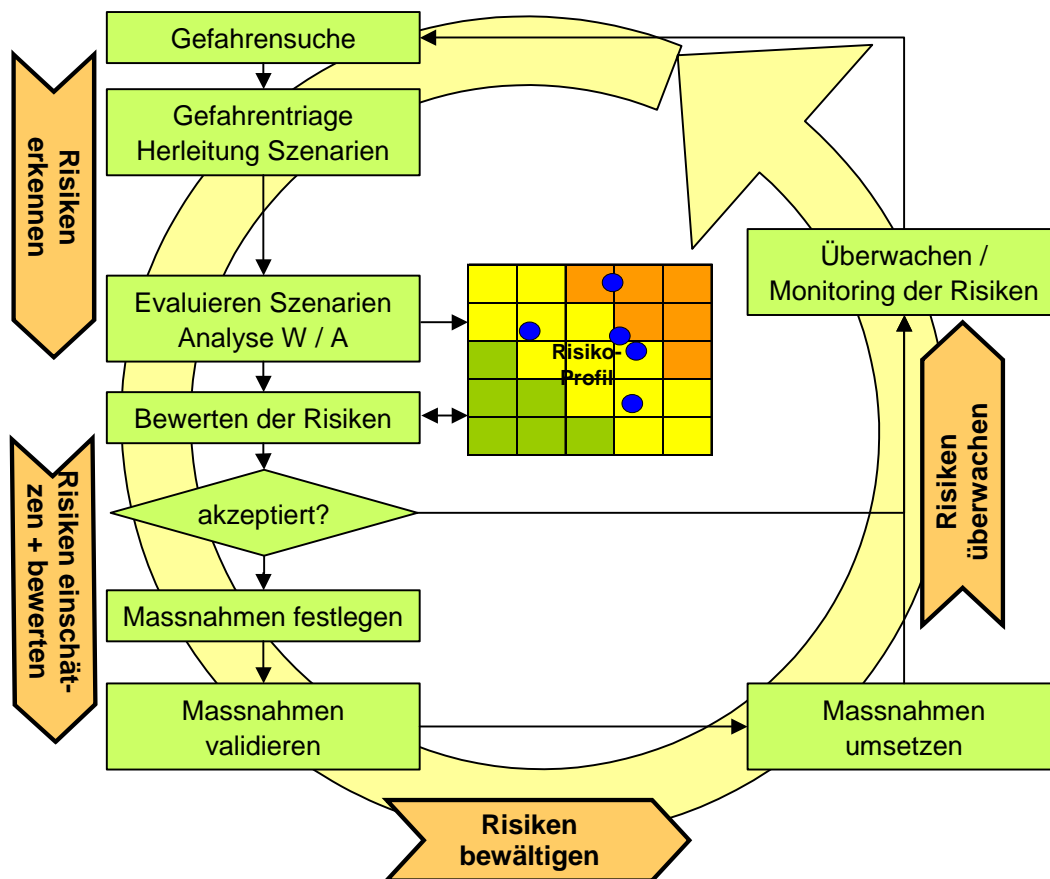 Gefahrensuche
Gefahrentriage
Herleitung Szenarien
Risiken
erkennen
Evaluieren Szenarien
Analyse W / A
Risiko-
Profil
Überwachen /
Monitoring der Risiken
Bewerten der Risiken
akzeptiert?
Risiken einschät-
zen + bewerten
Risiken
überwachen
Massnahmen festlegen
Massnahmen
validieren
Massnahmen
umsetzen
Risiken
bewältigen